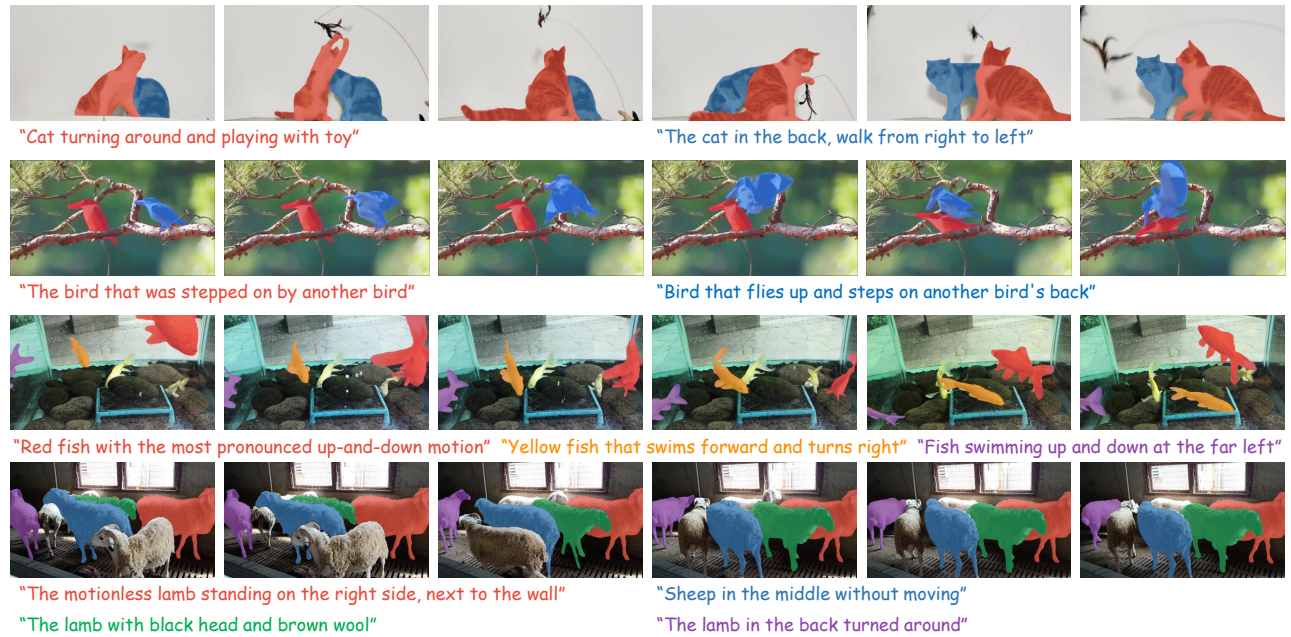 “Cat turning around and playing with toy” “The cat in the back, walk from right to left”
“The bird that was stepped on by another bird” “Bird that flies up and steps on another bird's back”
“Red fish with the most pronounced up-and-down motion” “Yellow fish that swims forward and turns right” “Fish swimming up and down at the far left”
“The motionless lamb standing on the right side, next to the wall” “Sheep in the middle without moving”
“The lamb with black head and brown wool” “The lamb in the back turned around”